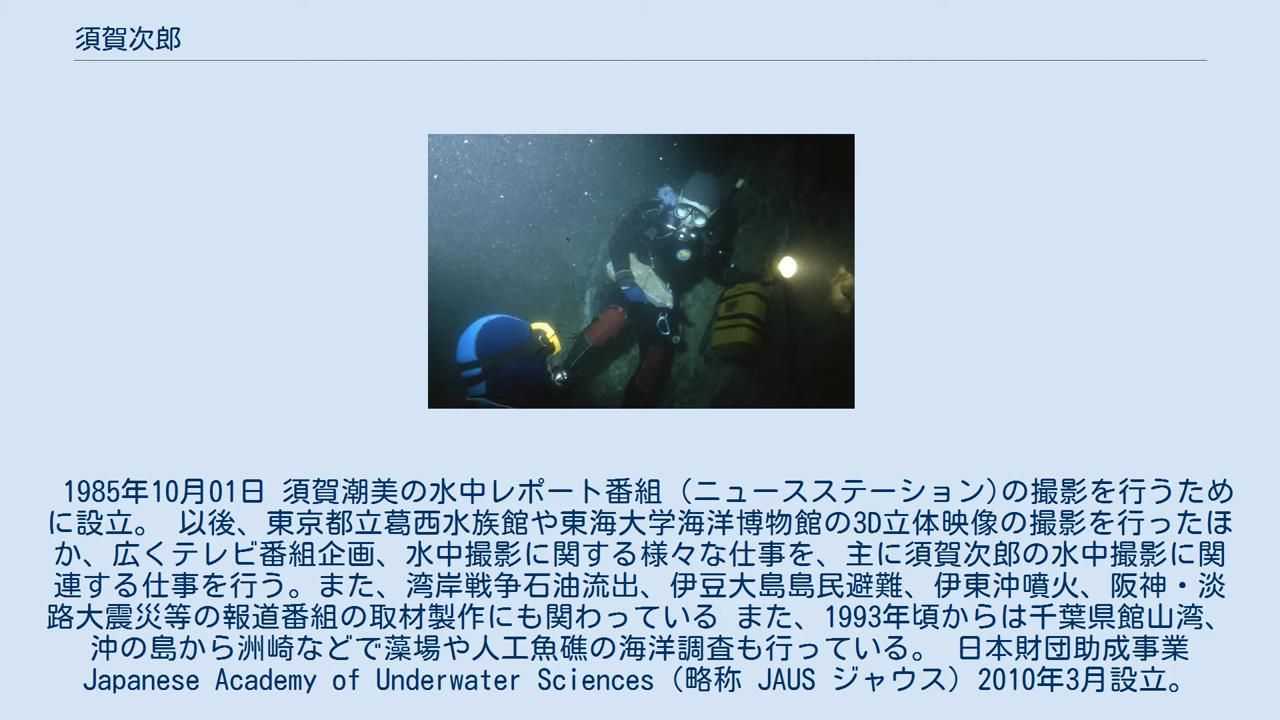 須賀次郎
1985年10月01日 須賀潮美の水中レポート番組 (ニュースステーション)の撮影を行うため
に設立。 以後、東京都立葛西水族館や東海大学海洋博物館の3D立体映像の撮影を行ったほ
か、広くテレビ番組企画、水中撮影に関する様々な仕事を、主に須賀次郎の水中撮影に関
連する仕事を行う。また、湾岸戦争石油流出、伊豆大島島民避難、伊東沖噴火、阪神・淡
路大震災等の報道番組の取材製作にも関わっている また、1993年頃からは千葉県館山湾、
沖の島から洲崎などで藻場や人工魚礁の海洋調査も行っている。 日本財団助成事業
Japanese Academy of Underwater Sciences（略称 JAUS ジャウス）2010年3月設立。